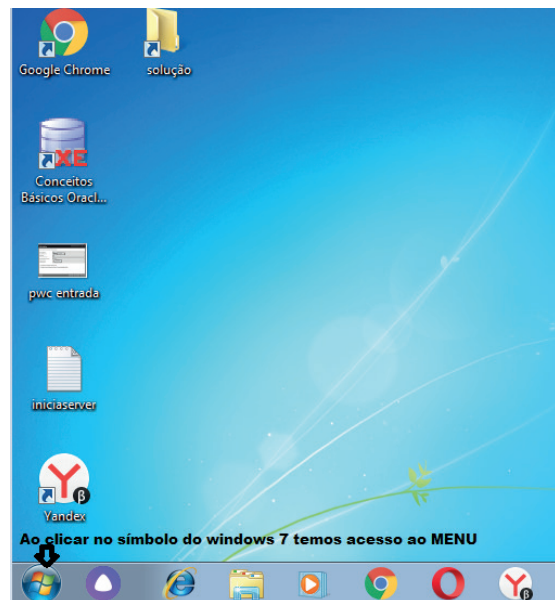 Google Chrome
solução
XE
Conceitos
Básicos Oracl...
pwc entrada
iniciaserver
Y β
Yandex
Ao clicar no símbolo do windows 7 temos acesso ao MENU